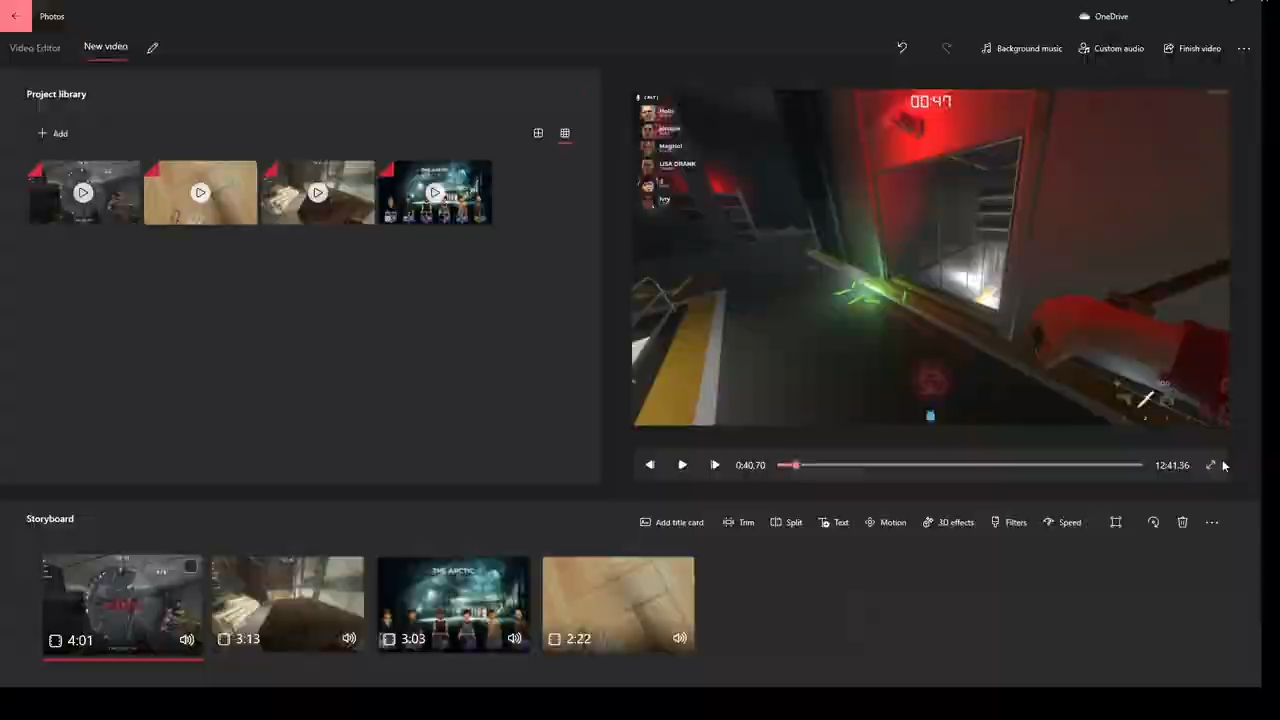 Photos
OneDrive
Video Editor
New video
Background music
Custom audio
Finish video
Project library
Add
00:47
LISA DRANK
Ivry
0:40.70
12:41.36
Storyboard
Add title card
Trim
Split
Text
Motion
3D effects
Filters
Speed
THE ARCTIC
4:01
3:13
3:03
2:22